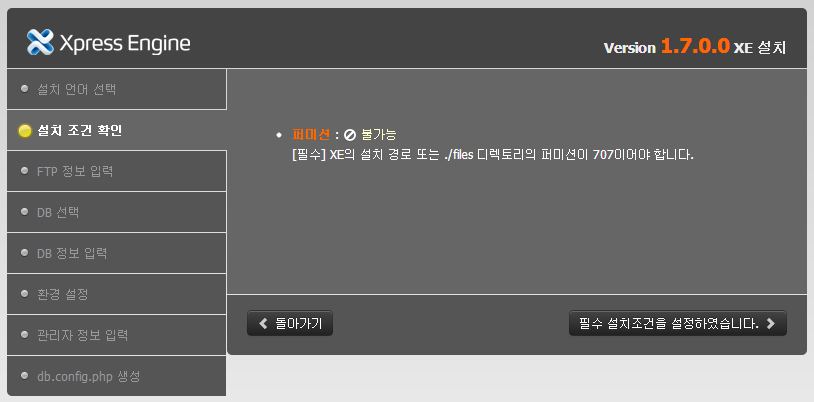 Xpress Engine
Version 1.7.0.0 XE 설치
설치 언어 선택
설치 조건 확인
FTP 정보 입력
DB 선택
DB 정보 입력
환경 설정
관리자 정보 입력
db.config.php 생성
퍼미션 : 불가능
[필수] XE의 설치 경로 또는 ./files 디렉토리의 퍼미션이 707이어야 합니다.
돌아가기
필수 설치조건을 설정하였습니다.